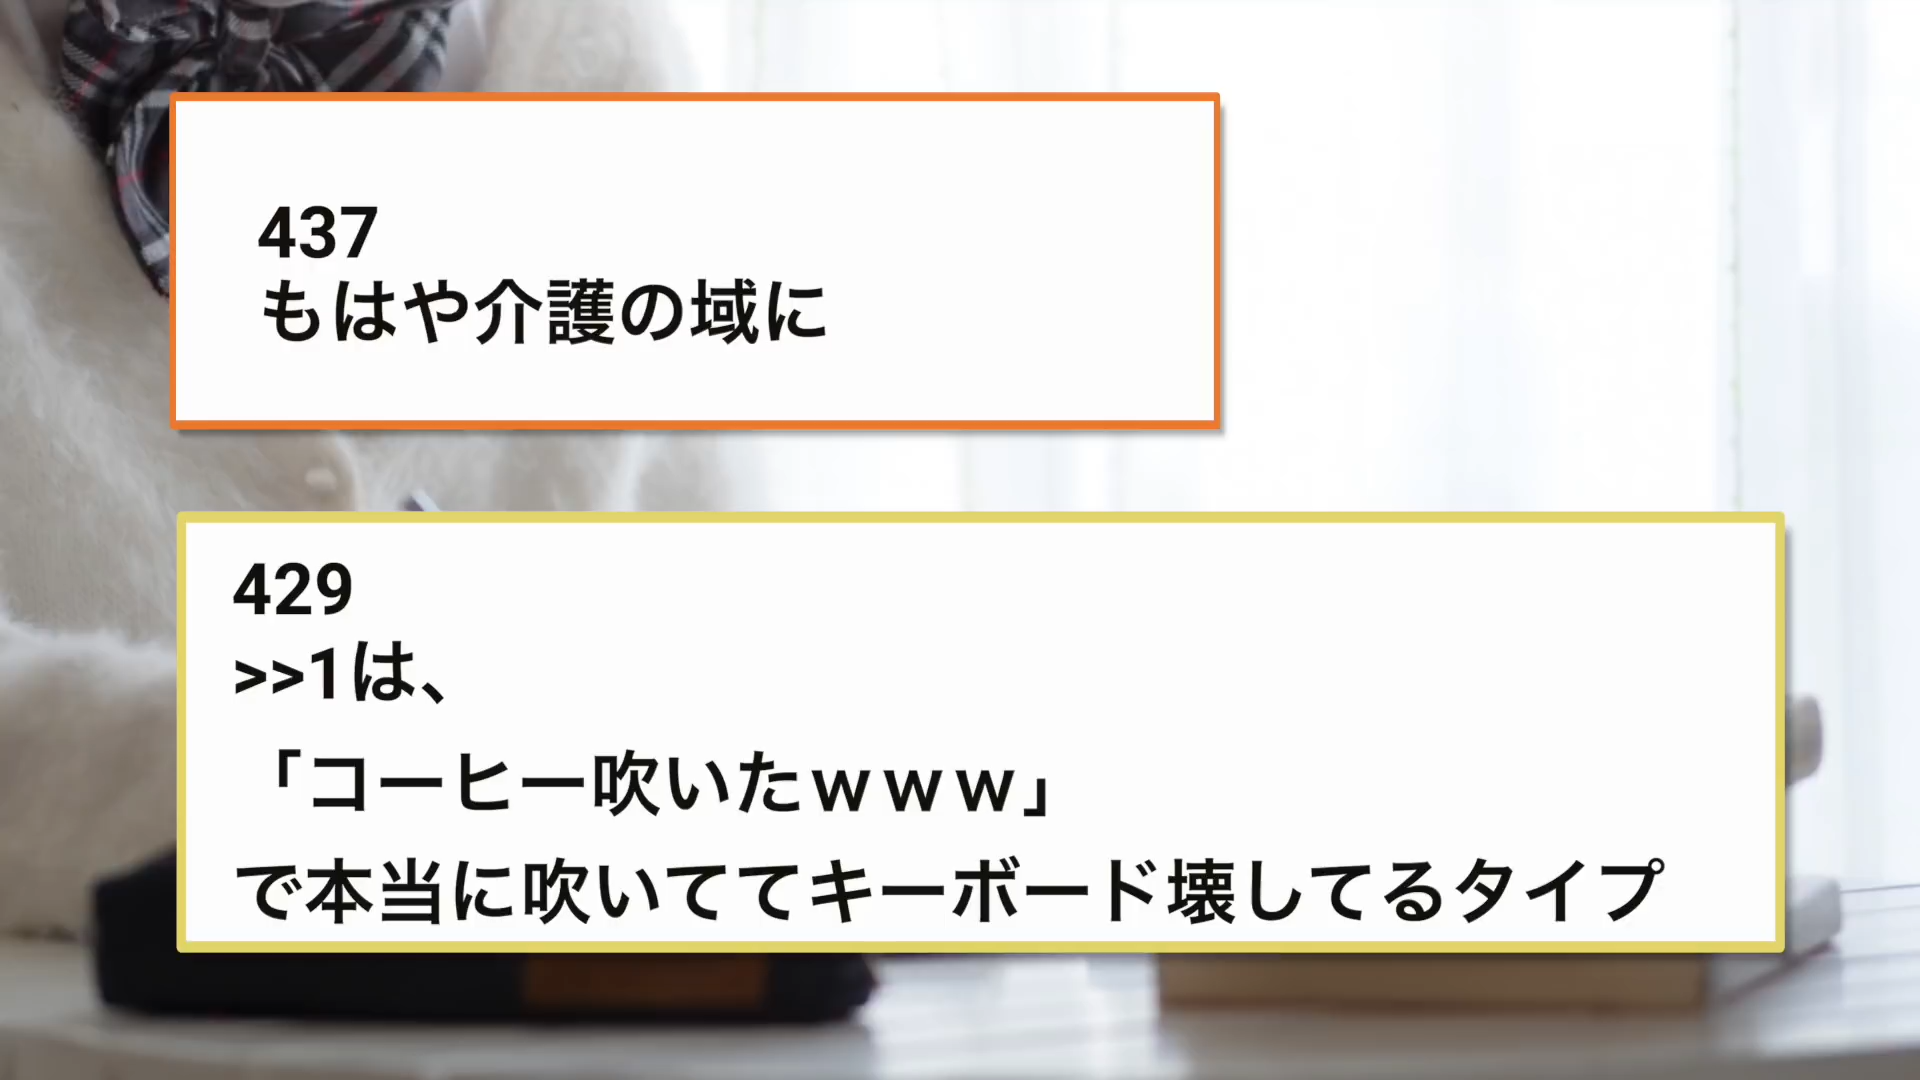 437
もはや介護の域に
429
>>1は、
「コーヒー吹いたｗｗｗ」
で本当に吹いててキーボード壊してるタイプ